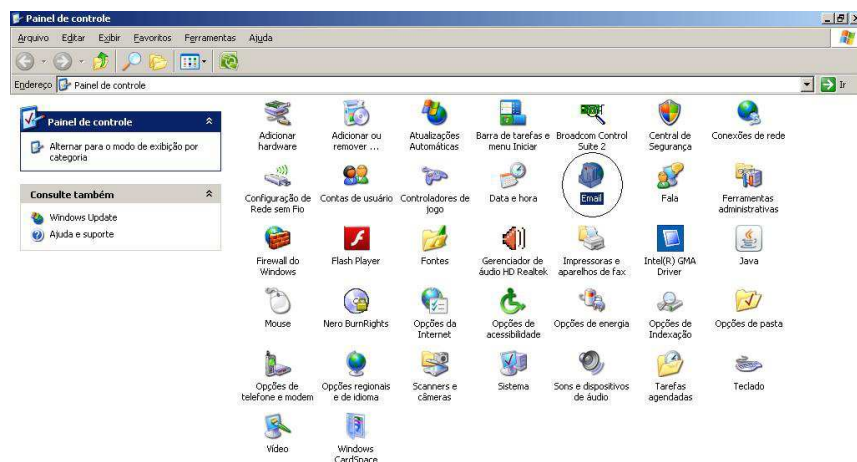 Painel de controle
Arquivo Editar Exibir Favoritos Ferramentas Ajuda
Endereço Painel de controle Ir
Painel de controle
Alternar para o modo de exibição por
categoria
Consulte também
Windows Update
Ajuda e suporte
Adicionar
hardware
Adicionar ou
remover ...
Atualizações
Automáticas
Barra de tarefas e
menu Iniciar
Broadcom Control
Suite 2
Central de
Segurança
Conexões de rede
Configuração de
Rede sem Fio
Contas de usuário
Controladores de
jogo
Data e hora
Email
Fala
Ferramentas
administrativas
Firewall do
Windows
Flash Player
Fontes
Gerenciador de
áudio HD Realtek
Impressoras e
aparelhos de fax
Intel(R) GMA
Driver
Java
Mouse
Nero BurnRights
Opções da
Internet
Opções de
acessibilidade
Opções de energia
Opções de
Indexação
Opções de pasta
Opções de
telefone e modem
Opções regionais
e de idioma
Scanners e
câmeras
Sistema
Sons e dispositivos
de áudio
Tarefas
agendadas
Teclado
Vídeo
Windows
CardSpace